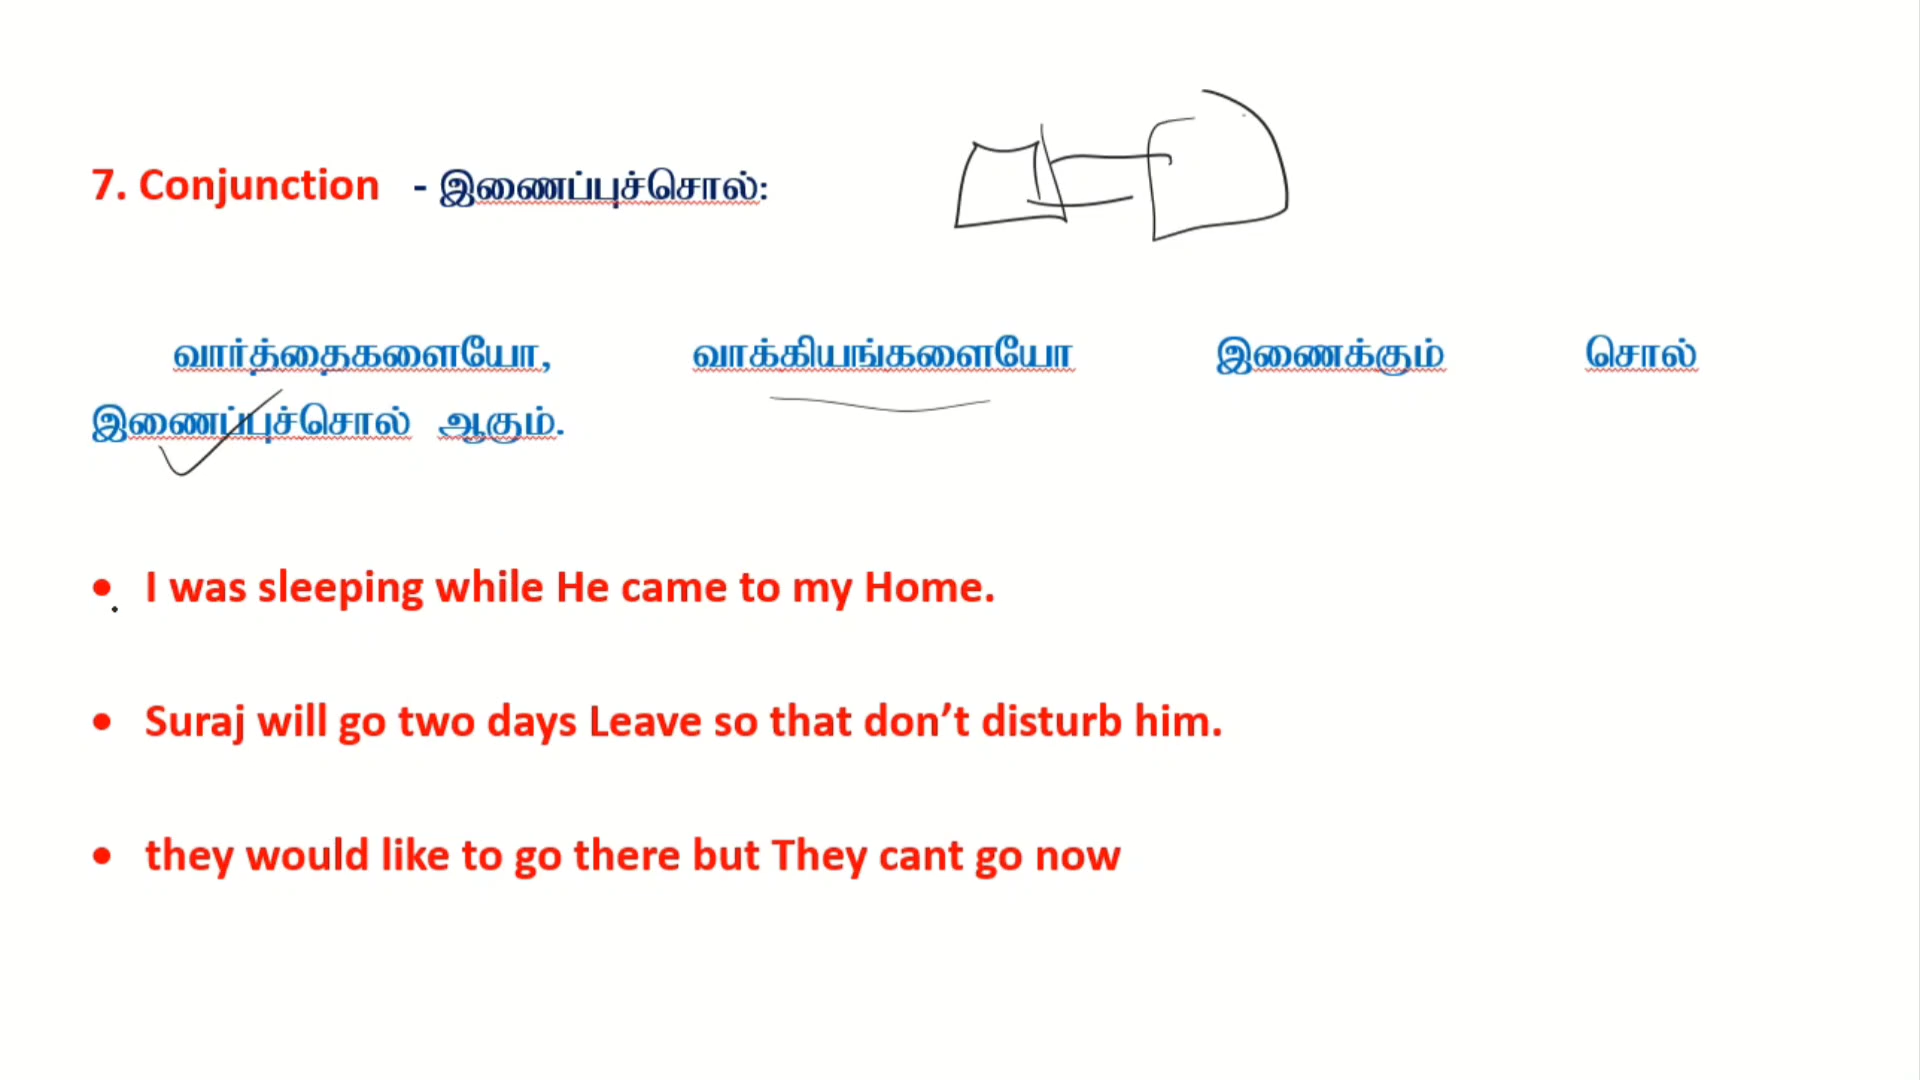 7. Conjunction - இணைப்புச்சொல்:
வார்த்தைகளையோ, வாக்கியங்களையோ இணைக்கும் சொல்
இணைப்புச்சொல் ஆகும்.
• I was sleeping while He came to my Home.
• Suraj will go two days Leave so that don’t disturb him.
• they would like to go there but They cant go now